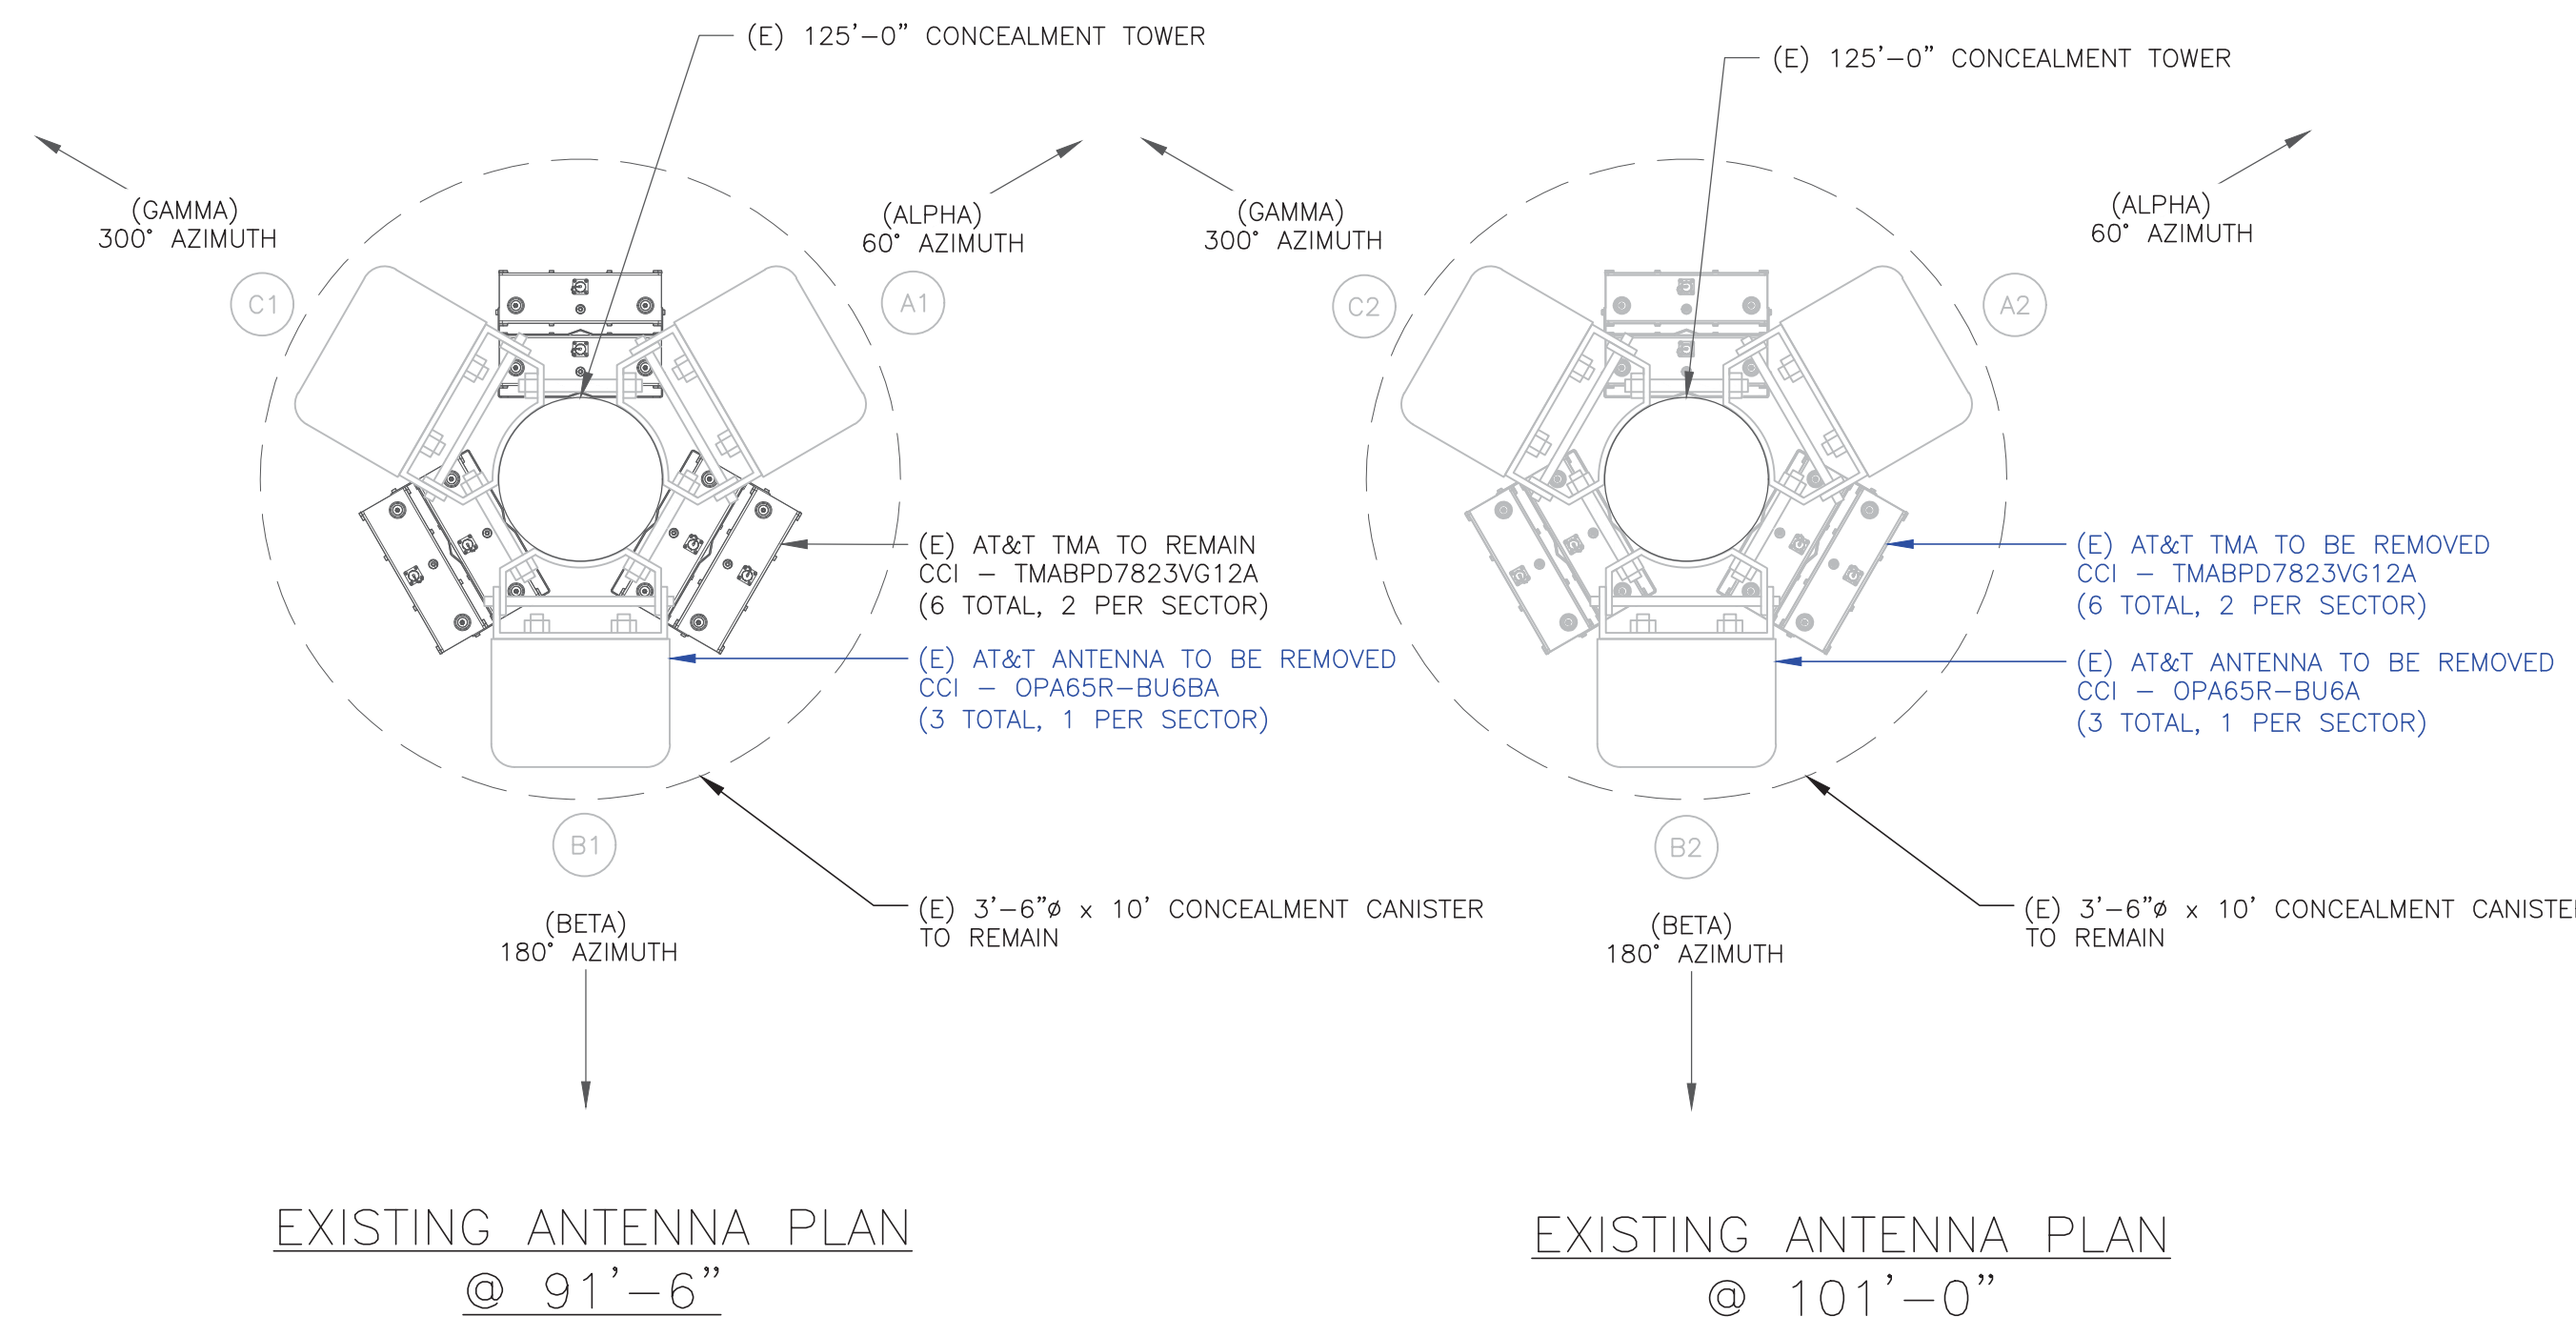 (E) 125'-0" CONCEALMENT TOWER
(GAMMA)
300° AZIMUTH
(ALPHA)
60° AZIMUTH
C1
A1
(E) AT&T TMA TO REMAIN
CCI - TMABPD7823VG12A
(6 TOTAL, 2 PER SECTOR)
(E) AT&T ANTENNA TO BE REMOVED
CCI - OPA65R-BU6BA
(3 TOTAL, 1 PER SECTOR)
B1
(E) 3'-6"ø x 10' CONCEALMENT CANISTER
TO REMAIN
(BETA)
180° AZIMUTH
EXISTING ANTENNA PLAN
@ 91'-6"
(E) 125'-0" CONCEALMENT TOWER
(GAMMA)
300° AZIMUTH
(ALPHA)
60° AZIMUTH
C2
A2
(E) AT&T TMA TO BE REMOVED
CCI - TMABPD7823VG12A
(6 TOTAL, 2 PER SECTOR)
(E) AT&T ANTENNA TO BE REMOVED
CCI - OPA65R-BU6A
(3 TOTAL, 1 PER SECTOR)
B2
(E) 3'-6"ø x 10' CONCEALMENT CANISTE
TO REMAIN
(BETA)
180° AZIMUTH
EXISTING ANTENNA PLAN
@ 101'-0"